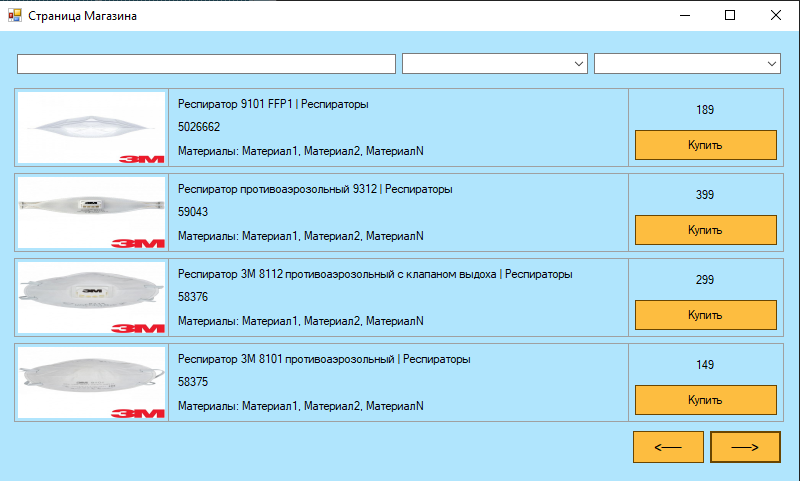 Страница Магазина
Респиратор 9101 FFP1 | Респираторы
5026662
Материалы: Материал1, Материал2, МатериалN
3M
189
Купить
Респиратор противоаэрозольный 9312 | Респираторы
59043
Материалы: Материал1, Материал2, МатериалN
3M
399
Купить
Респиратор 3М 8112 противоаэрозольный с клапаном выдоха | Респираторы
58376
Материалы: Материал1, Материал2, МатериалN
3M
299
Купить
Респиратор 3М 8101 противоаэрозольный | Респираторы
58375
Материалы: Материал1, Материал2, МатериалN
3M
149
Купить
<---- ---->